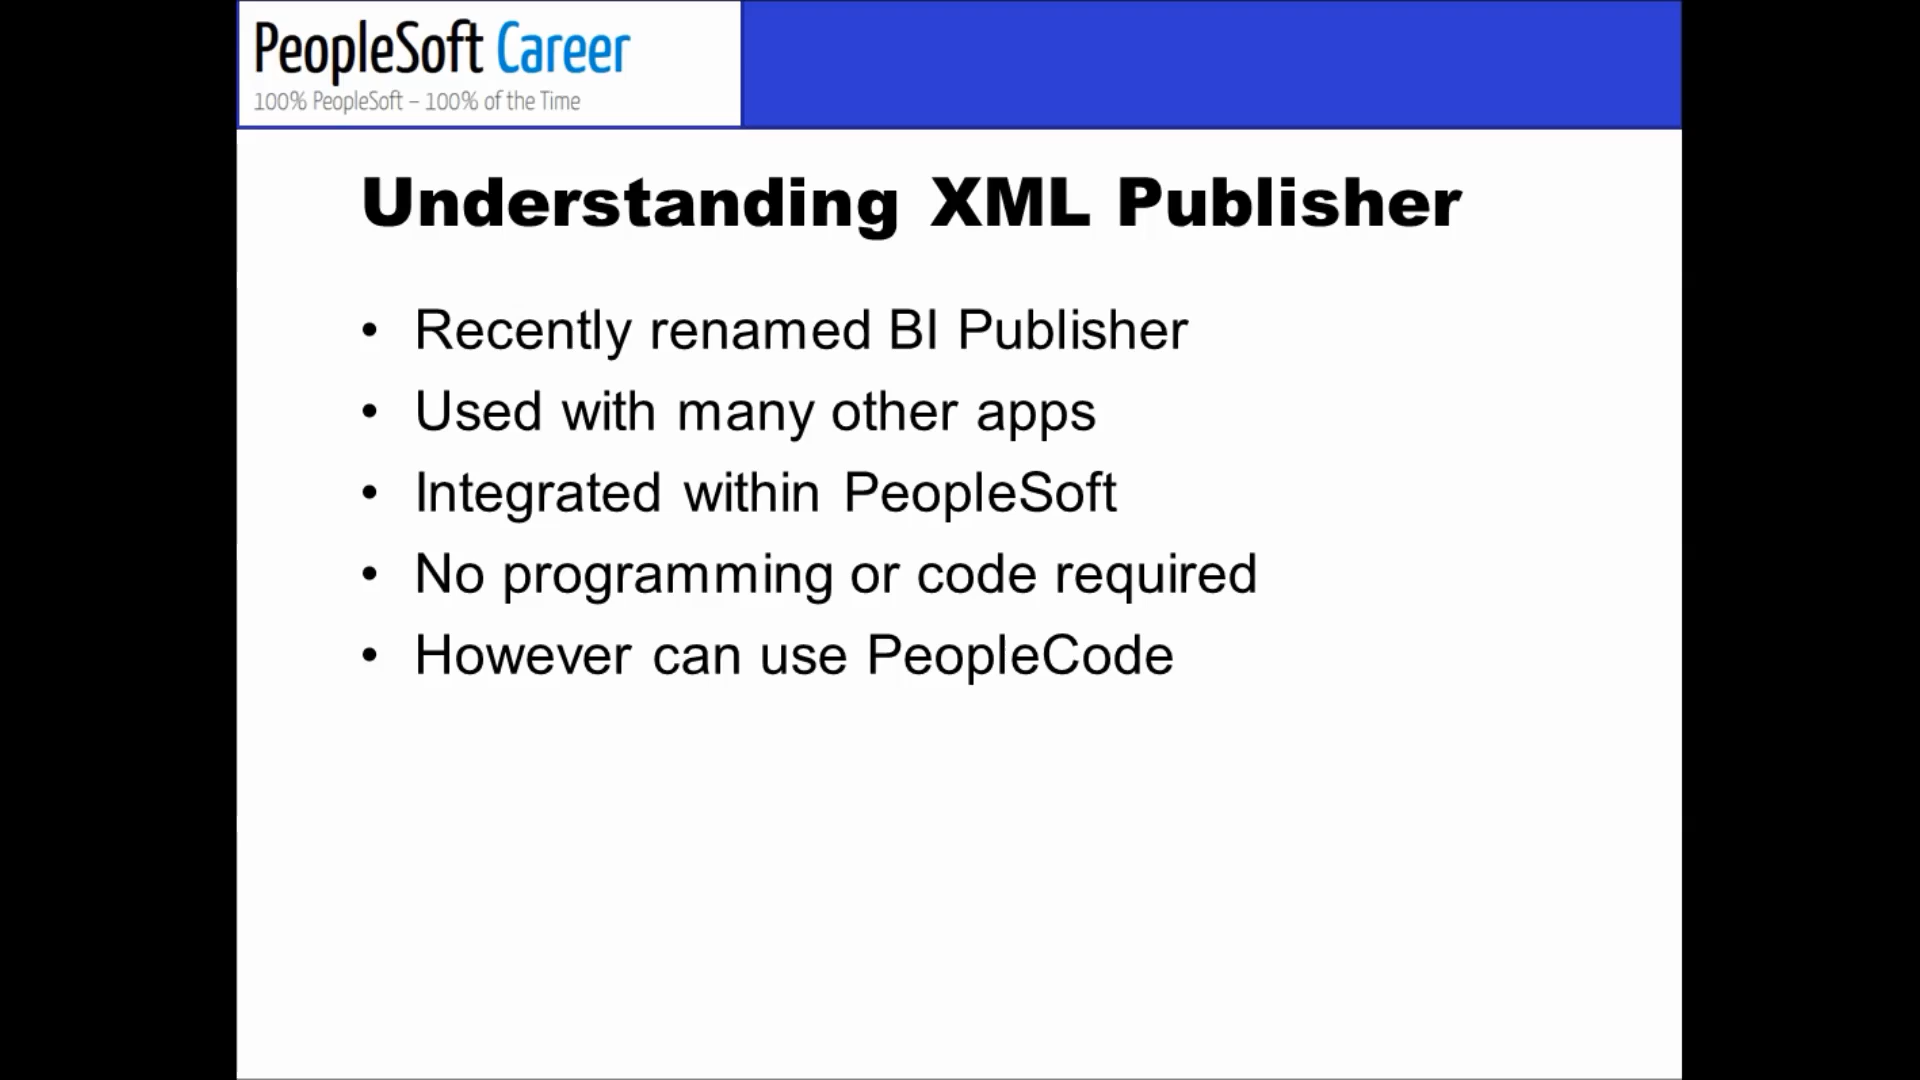 PeopleSoft Career
100% PeopleSoft – 100% of the Time
Understanding XML Publisher
• Recently renamed BI Publisher
• Used with many other apps
• Integrated within PeopleSoft
• No programming or code required
• However can use PeopleCode